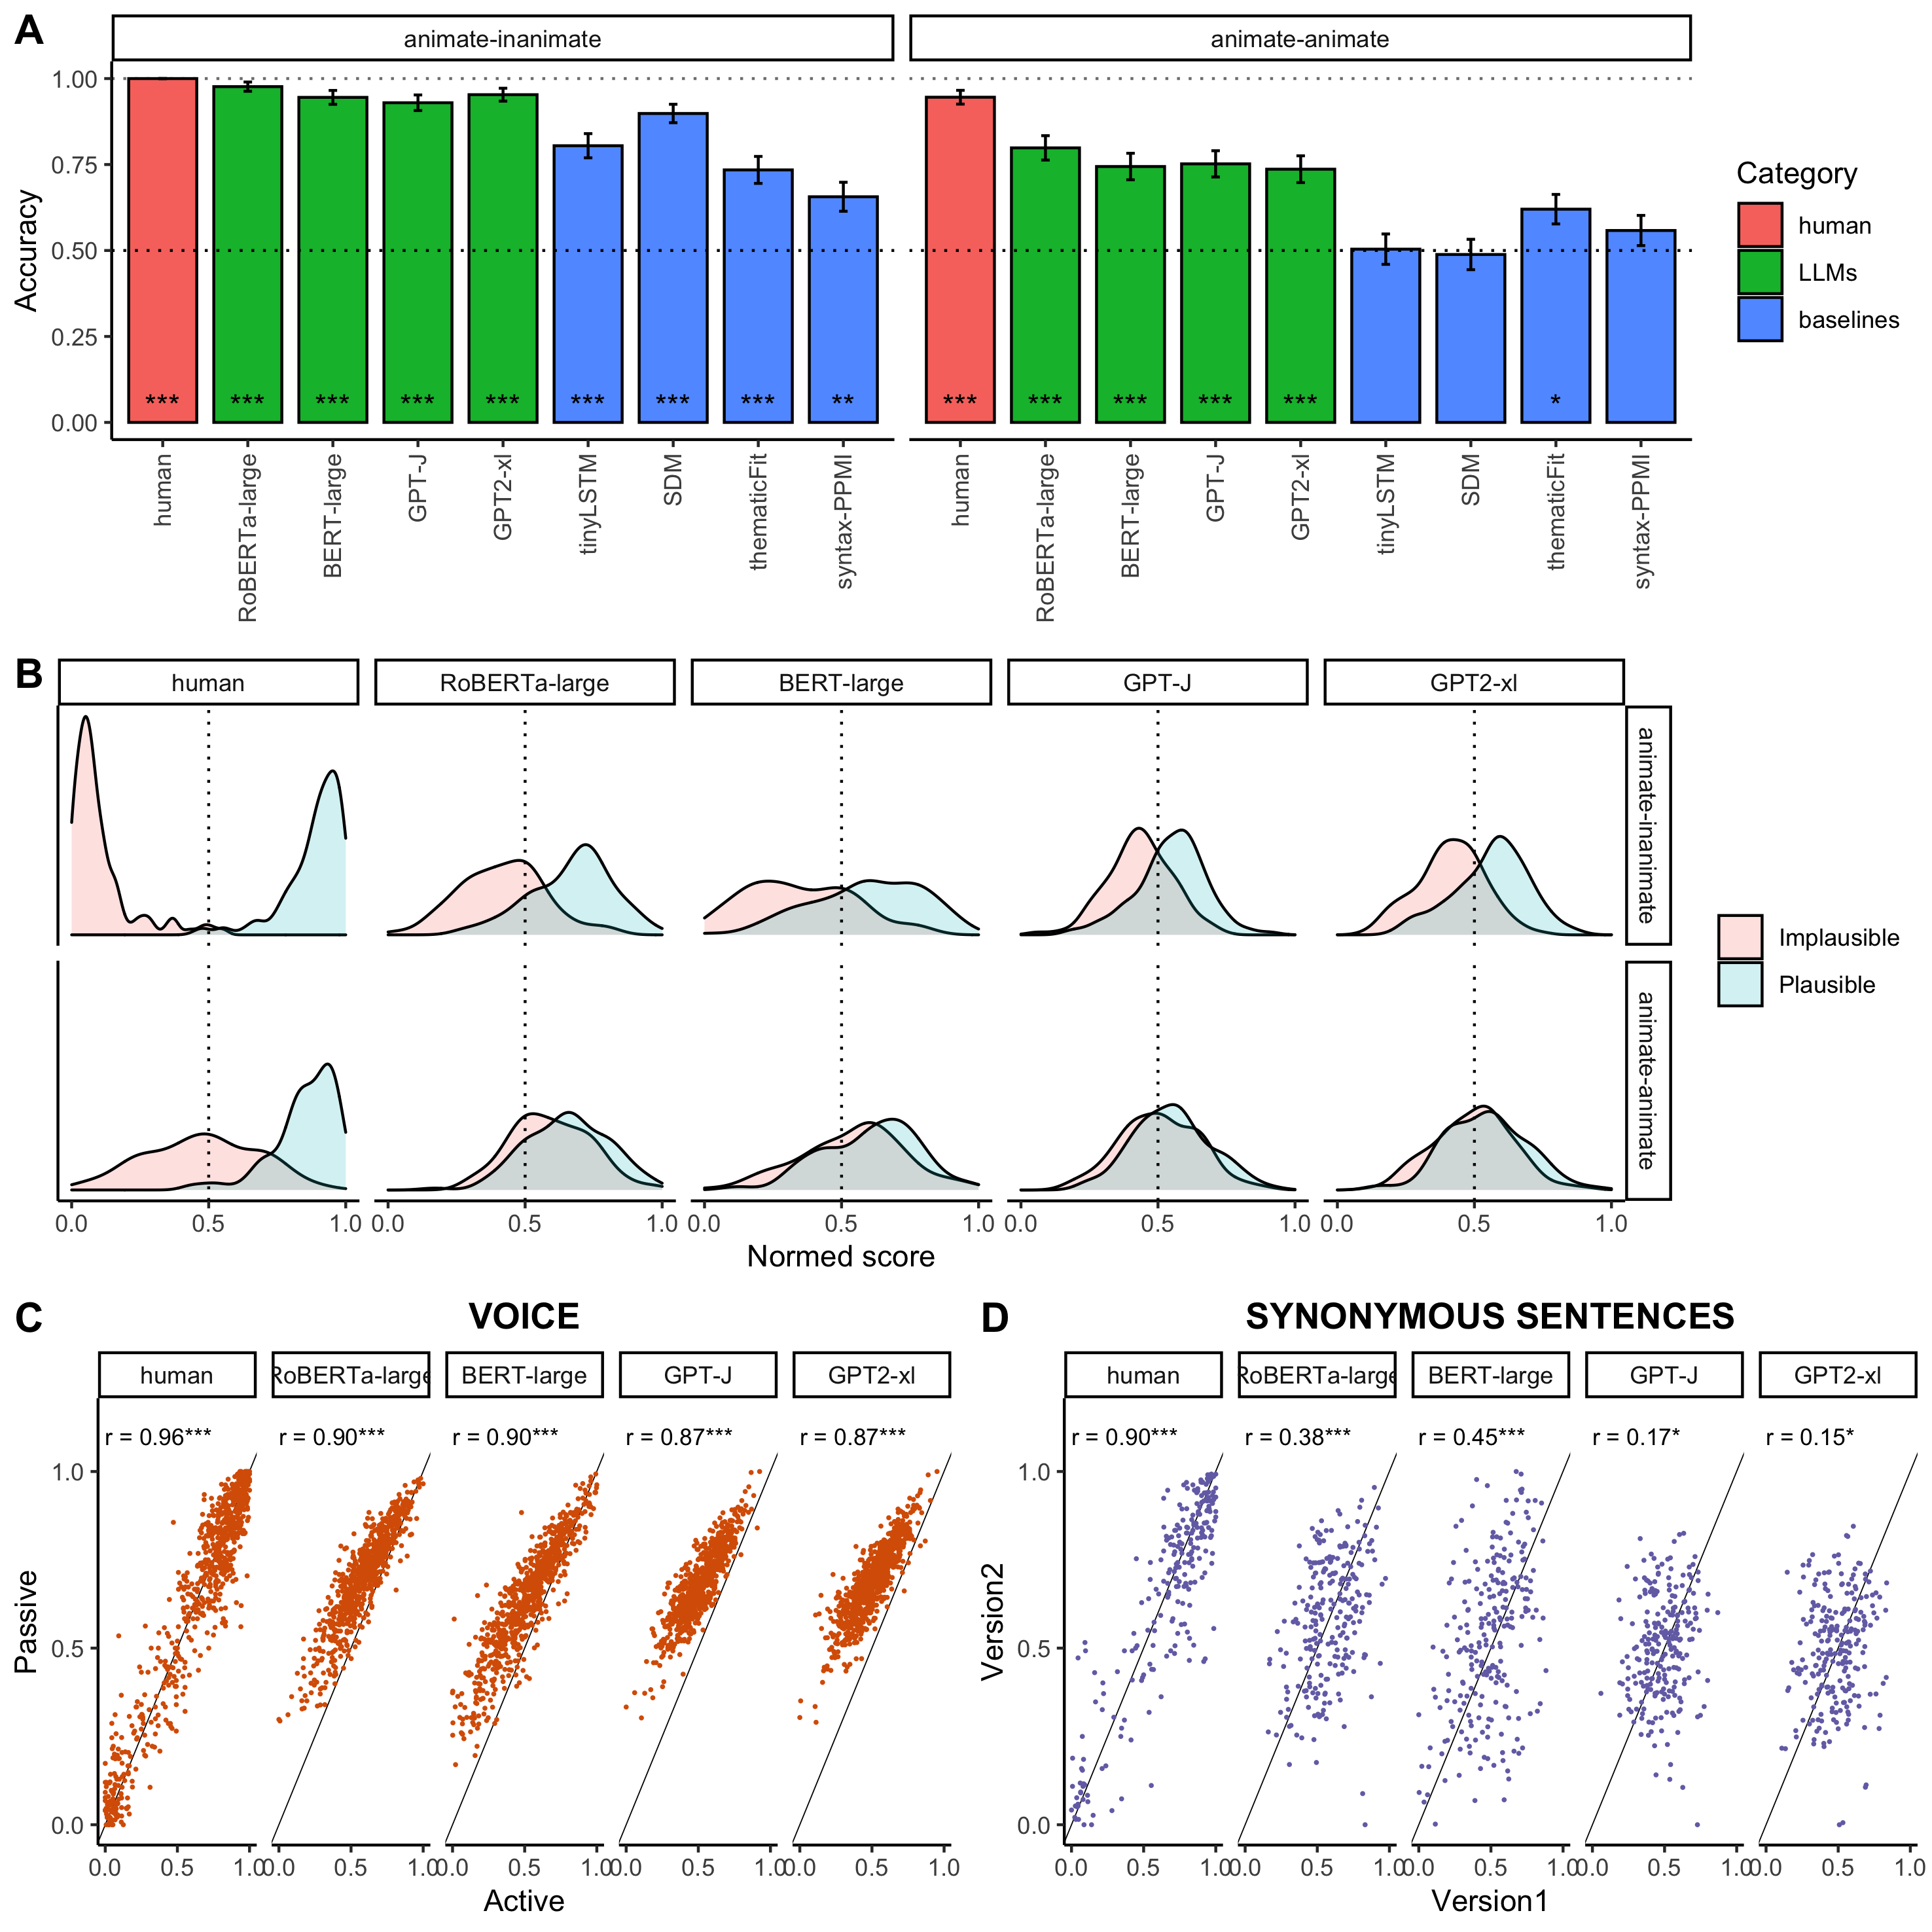 A
animate-inanimate
animate-animate
Accuracy
1.00
0.75
0.50
0.25
0.00
*** *** *** *** *** *** *** *** **
*** *** *** *** *** *
human
RoBERTa-large
BERT-large
GPT-J
GPT2-xl
tinyLSTM
SDM
thematicFit
syntax-PPMI
human
RoBERTa-large
BERT-large
GPT-J
GPT2-xl
tinyLSTM
SDM
thematicFit
syntax-PPMI
Category
human
LLMs
baselines
B
human
RoBERTa-large
BERT-large
GPT-J
GPT2-xl
animate-inanimate
animate-animate
0.0 0.5 1.0 0.0 0.5 1.0 0.0 0.5 1.0 0.0 0.5 1.0 0.0 0.5 1.0
Normed score
Implausible
Plausible
C
VOICE
human
RoBERTa-large
BERT-large
GPT-J
GPT2-xl
r = 0.96***
r = 0.90***
r = 0.90***
r = 0.87***
r = 0.87***
Passive
1.0
0.5
0.0
0.0 0.5 1.0 0.0 0.5 1.0 0.0 0.5 1.0 0.0 0.5 1.0 0.0 0.5 1.0
Active
D
SYNONYMOUS SENTENCES
human
RoBERTa-large
BERT-large
GPT-J
GPT2-xl
r = 0.90***
r = 0.38***
r = 0.45***
r = 0.17*
r = 0.15*
Version2
1.0
0.5
0.0
0.0 0.5 1.0 0.0 0.5 1.0 0.0 0.5 1.0 0.0 0.5 1.0 0.0 0.5 1.0
Version1